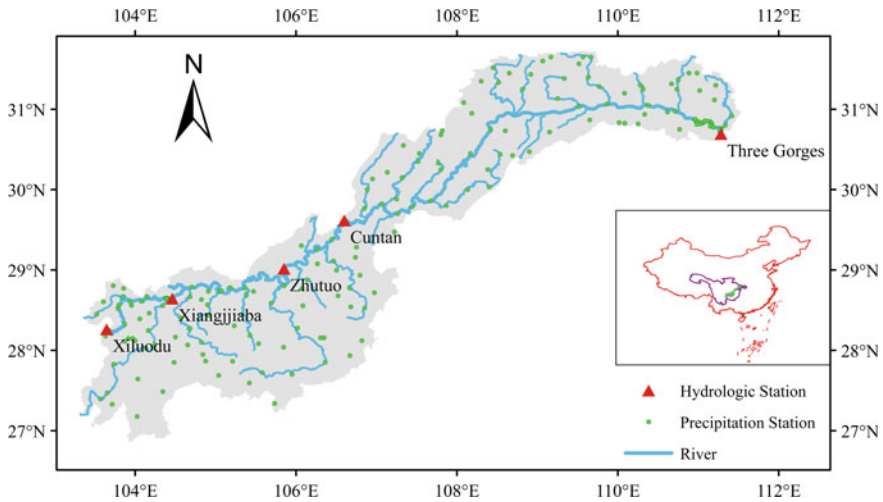 104°E 106°E 108°E 110°E 112°E
N
31°N 31°N
Three Gorges
30°N 30°N
Cuntan
29°N 29°N
Zhutuo
Xiangjjiaba
28°N 28°N
Xiluodu
Hydrologic Station
Precipitation Station
27°N 27°N
River
104°E 106°E 108°E 110°E 112°E